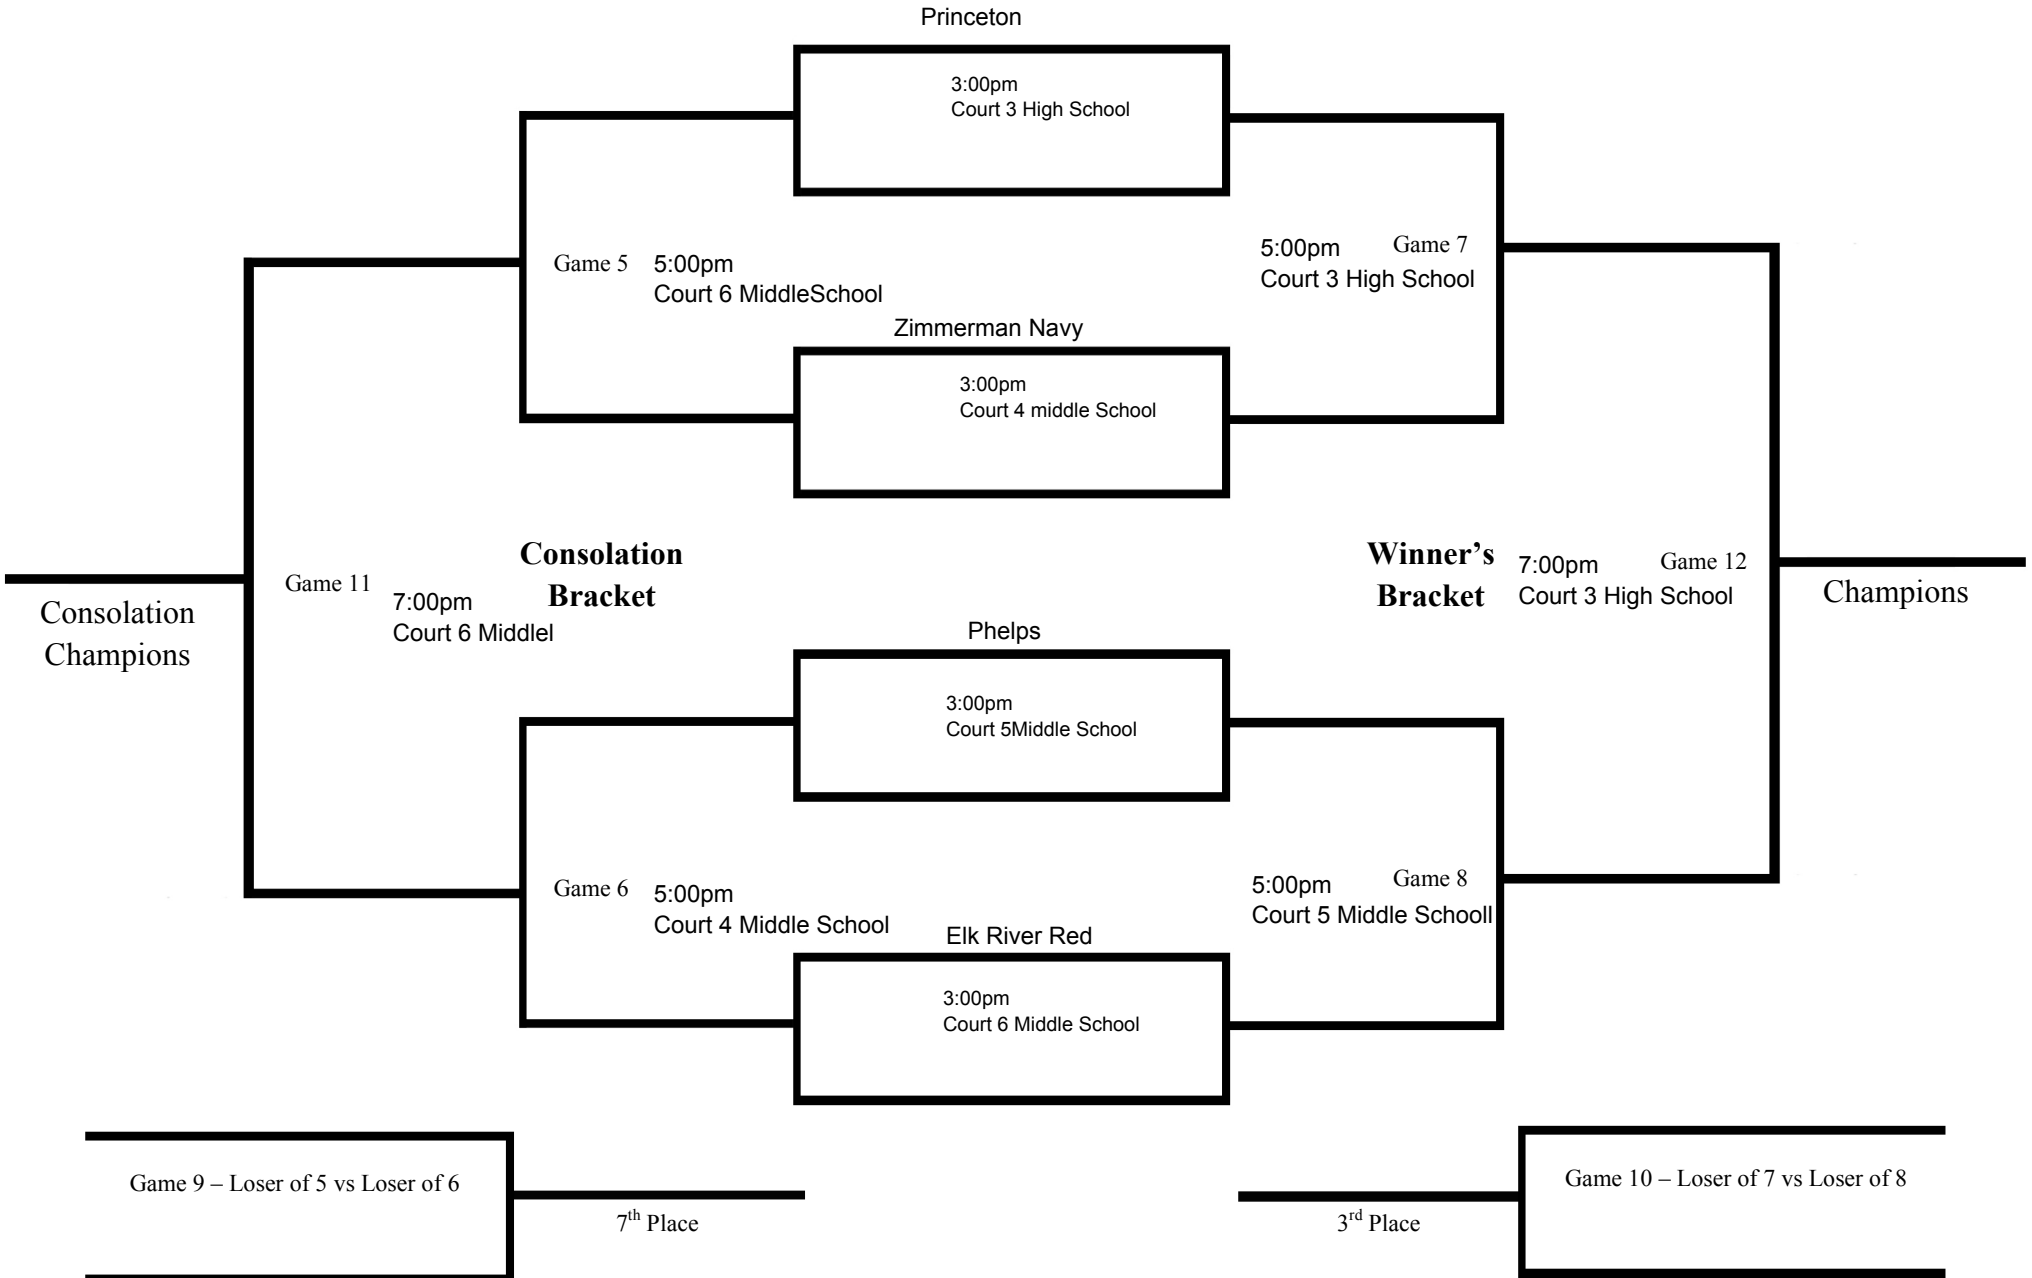 Princeton
3:00pm
Court 3 High School
Game 5
5:00pm
Court 6 MiddleSchool
5:00pm
Game 7
Court 3 High School
Zimmerman Navy
3:00pm
Court 4 middle School
Consolation
Bracket
Winner’s
Bracket
7:00pm
Game 12
Court 3 High School
Champions
Game 11
7:00pm
Court 6 Middlel
Consolation
Champions
Phelps
3:00pm
Court 5Middle School
Game 6
5:00pm
Court 4 Middle School
5:00pm
Game 8
Court 5 Middle Schooll
Elk River Red
3:00pm
Court 6 Middle School
Game 9 – Loser of 5 vs Loser of 6
7th Place
Game 10 – Loser of 7 vs Loser of 8
3rd Place